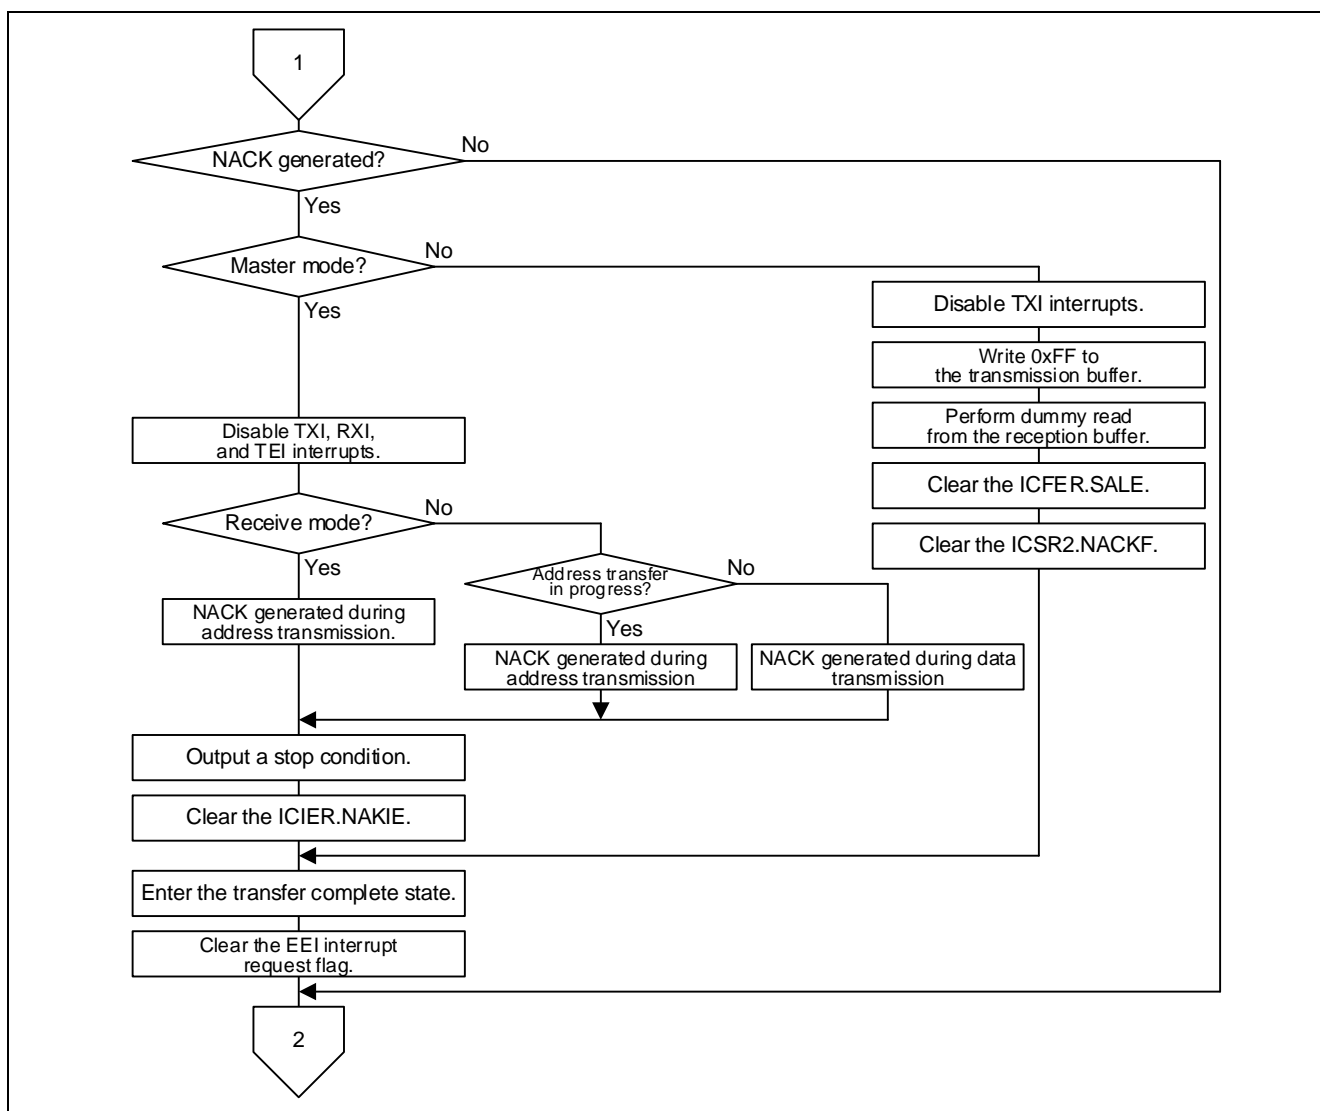 1
NACK generated?
No
Yes
Master mode?
No
Yes
Disable TXI interrupts.
Write 0xFF to
the transmission buffer.
Perform dummy read
from the reception buffer.
Clear the ICFER.SALE.
Clear the ICSR2.NACKF.
Disable TXI, RXI,
and TEI interrupts.
Receive mode?
No
Yes
Address transfer
in progress?
No
Yes
NACK generated during
address transmission.
NACK generated during
address transmission
NACK generated during data
transmission
Output a stop condition.
Clear the ICIER.NAKIE.
Enter the transfer complete state.
Clear the EEI interrupt
request flag.
2